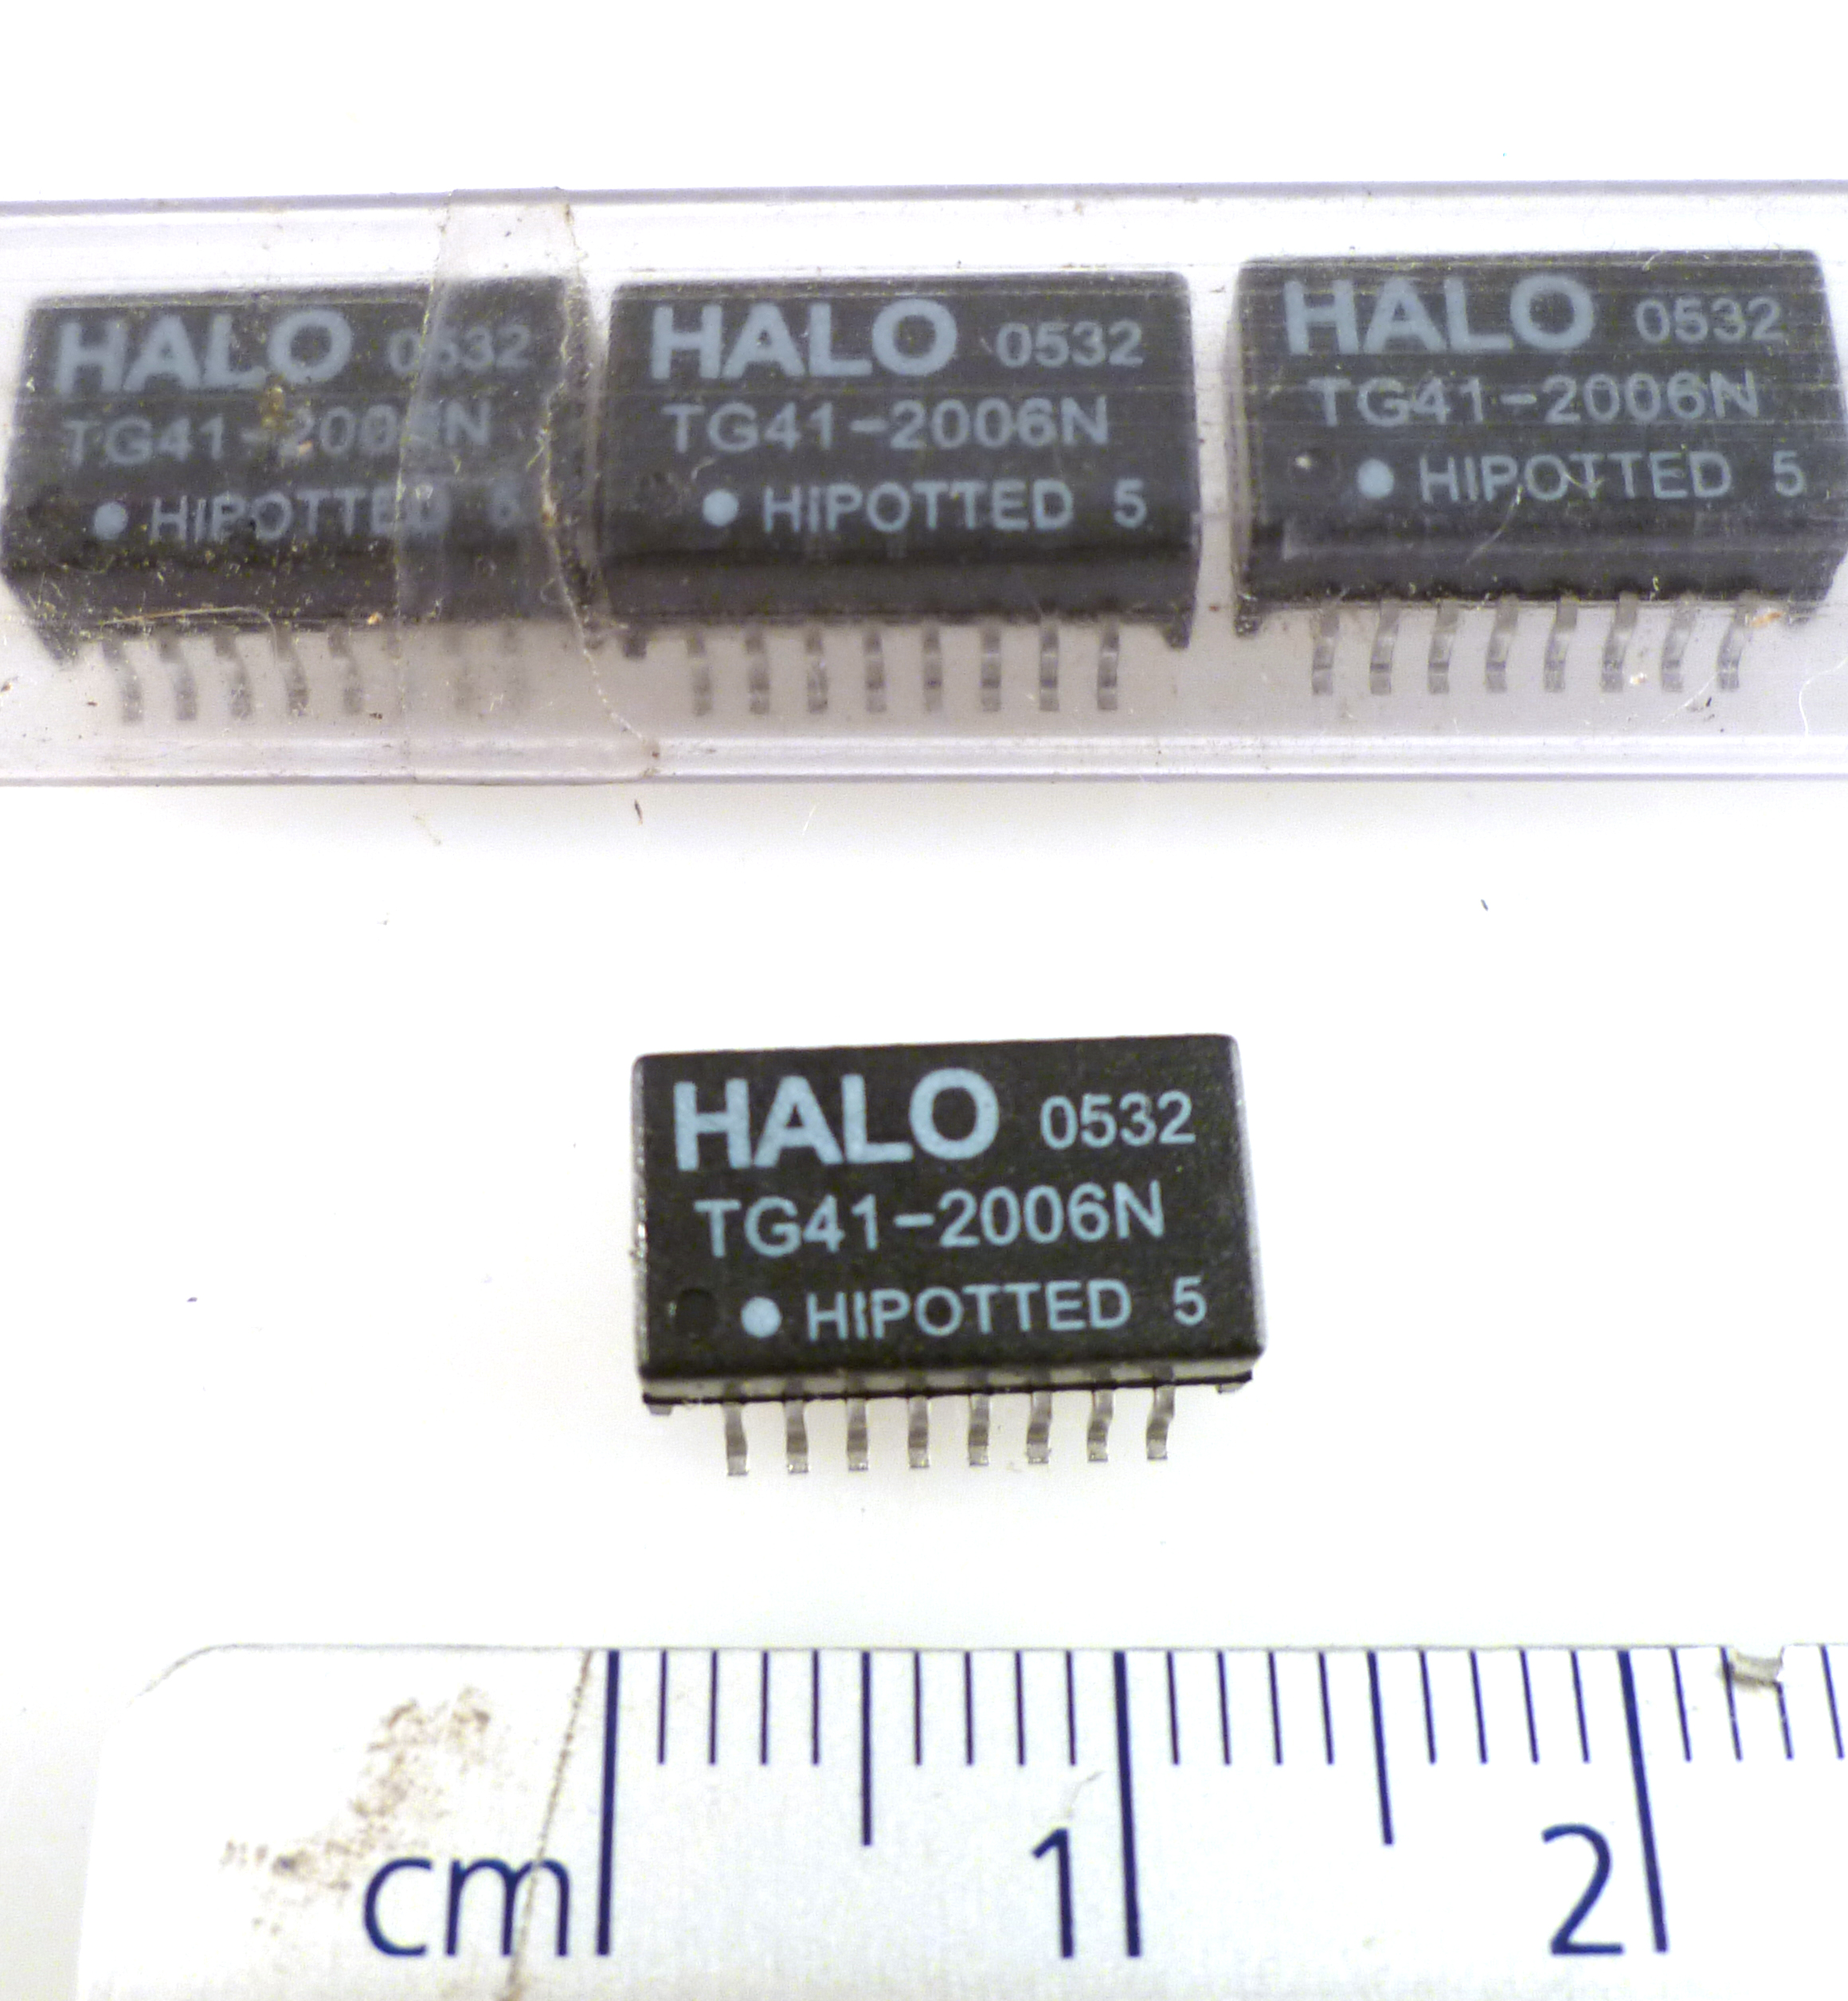 HALO 0532
TG41-2006N
● HIPOTTED 5
HALO 0532
TG41-2006N
● HIPOTTED 5
HALO 0532
TG41-2006N
● HIPOTTED 5
HALO 0532
TG41-2006N
● HIPOTTED 5
cm 1 2